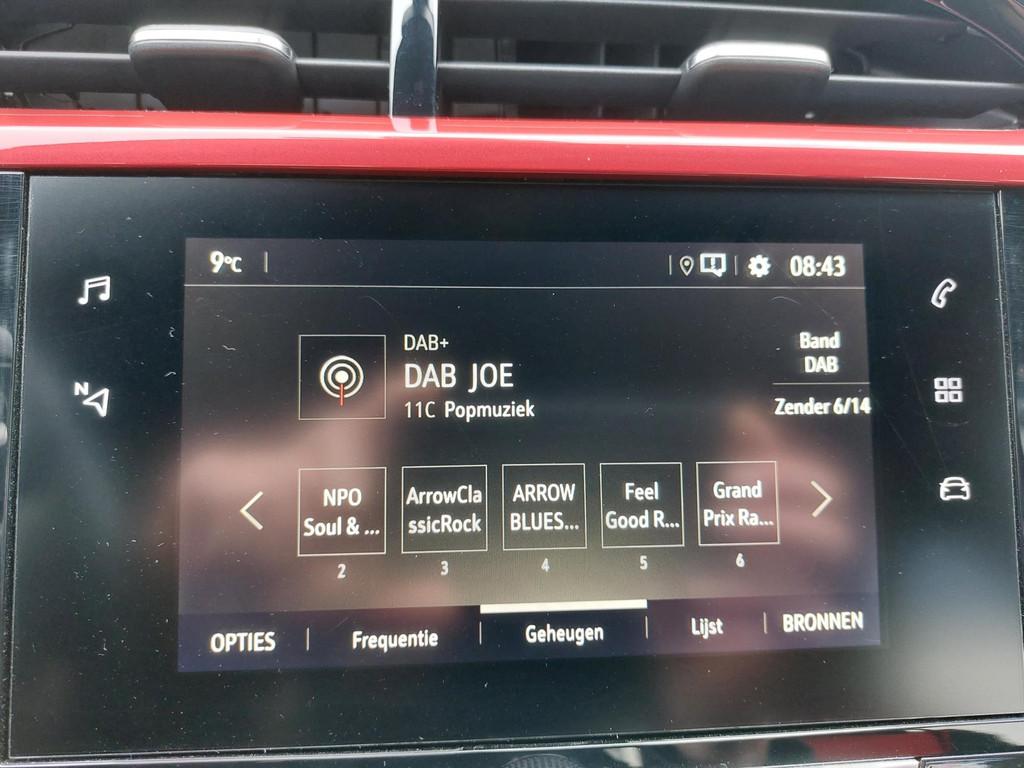 9°C
08:43
N
DAB+
DAB JOE
11C Popmuziek
Band
DAB
Zender 6/14
NPO
Soul & ...
ArrowCla
ssicRock
ARROW
BLUES...
Feel
Good R...
Grand
Prix Ra...
2
3
4
5
6
OPTIES
Frequentie
Geheugen
Lijst
BRONNEN